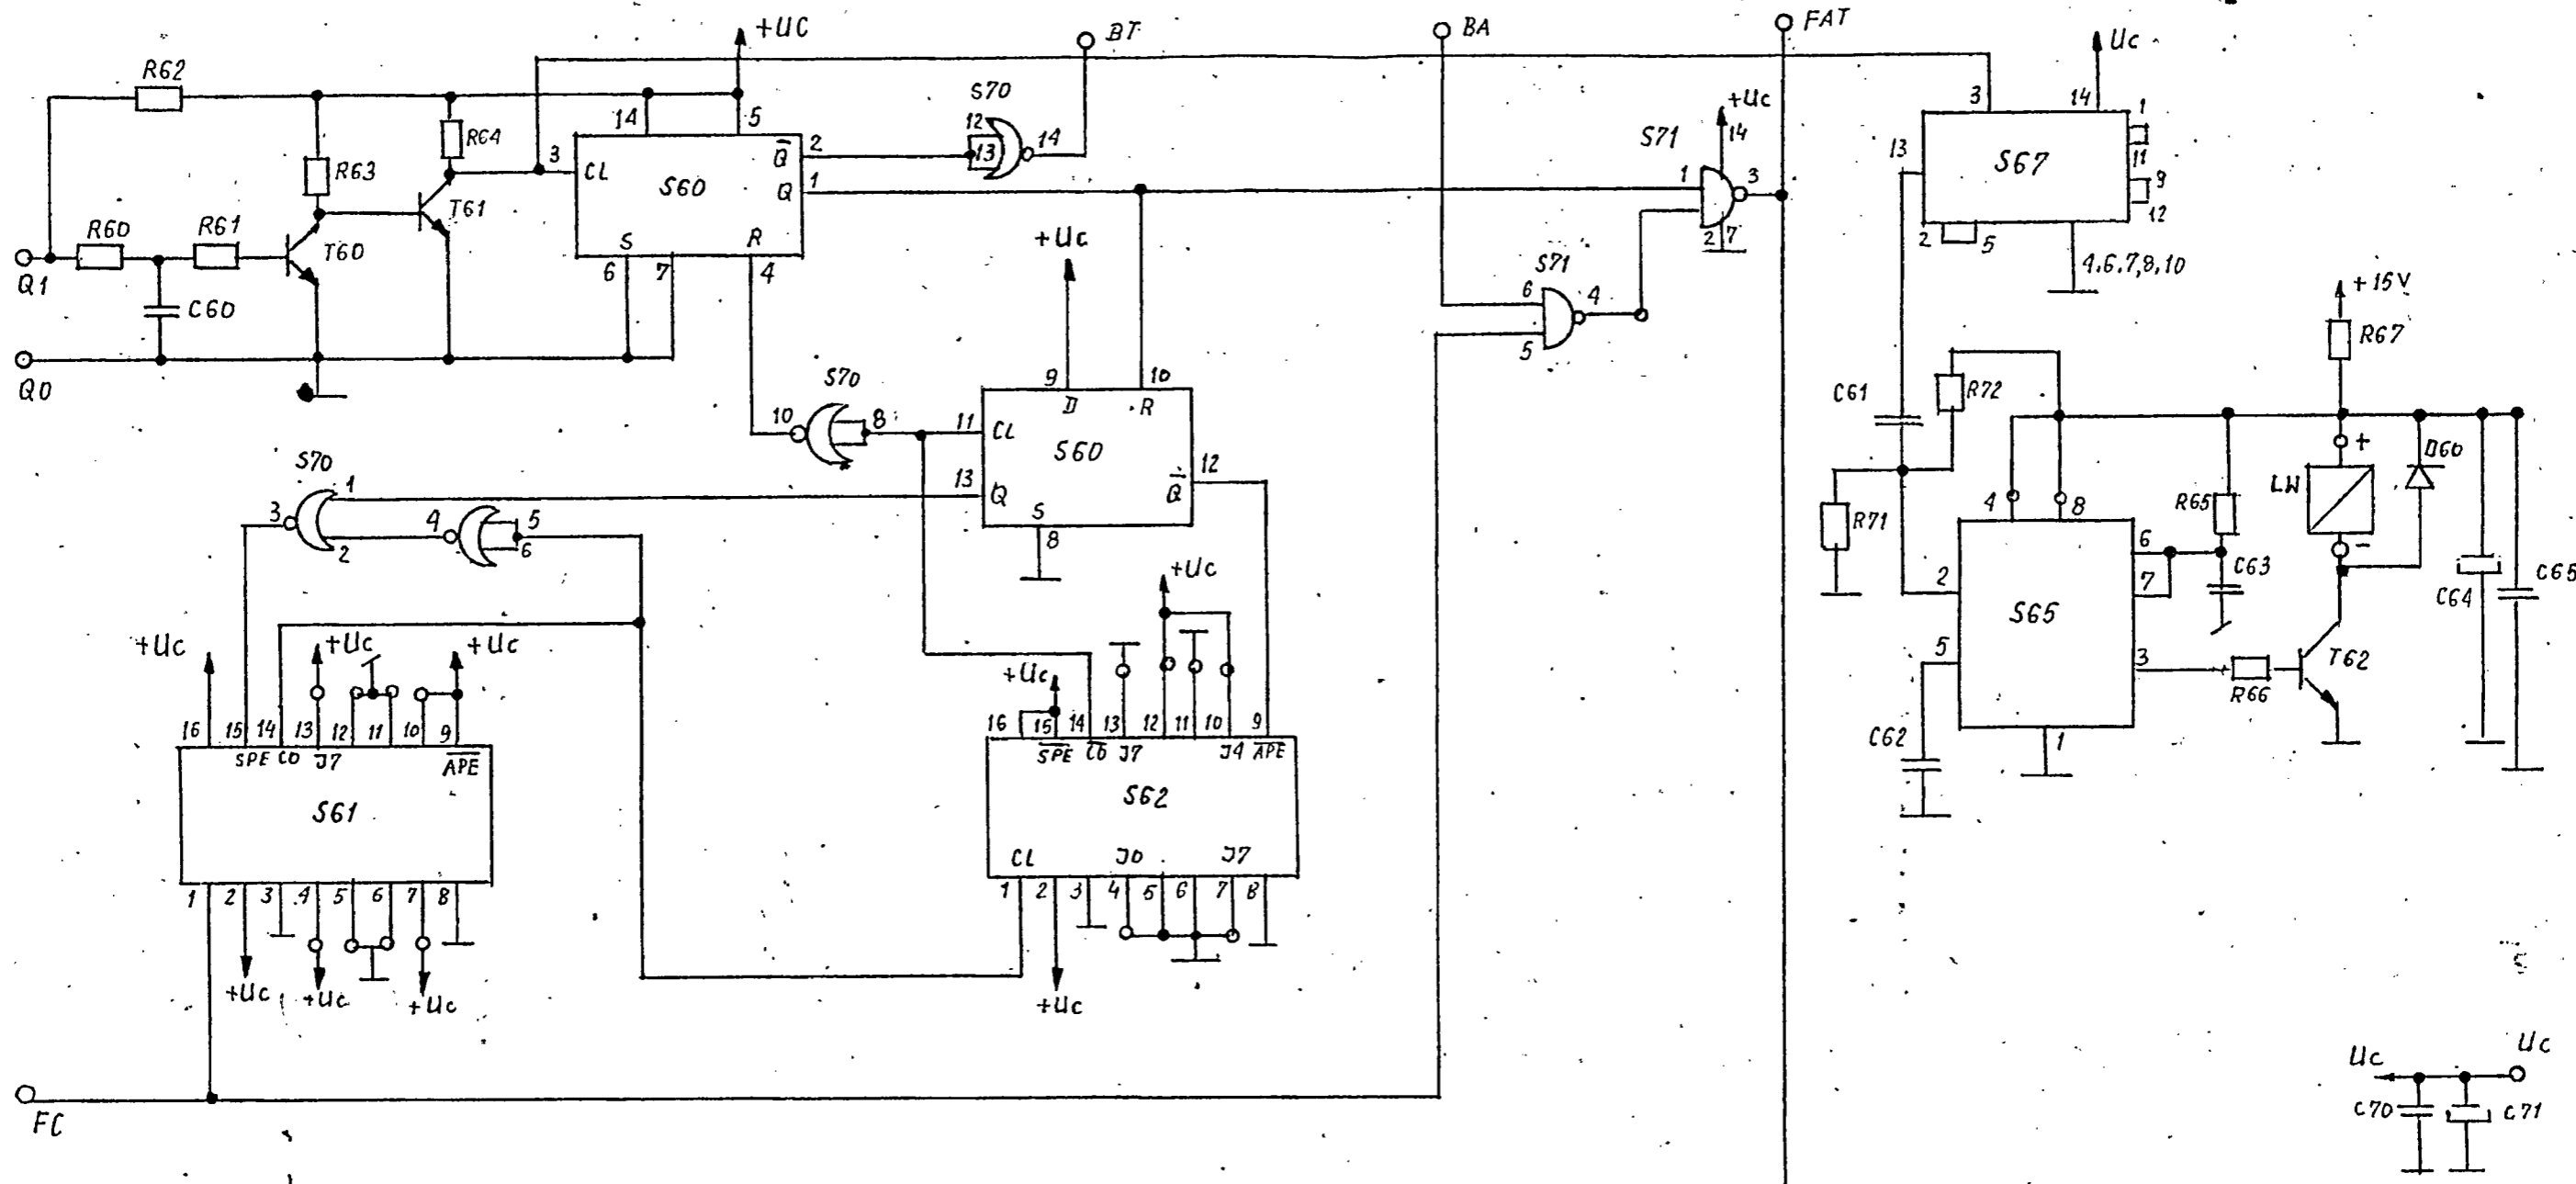 +UC
BT
BA
FAT
Uc
R62
R64
R63
14
5
3
CL
Q̅
2
Q
1
S60
S
R
6
7
4
S70
12
13
14
+Uc
S71
14
1
3
2
7
3
14
1
13
11
S67
9
12
2
5
4.6.7,8,10
R60
R61
T60
T61
Q1
C60
Q0
+Uc
S71
6
4
5
+15V
R67
C61
R72
S70
10
8
9
10
D
R
11
CL
S60
12
13
Q
Q̅
S
8
S70
1
3
2
4
5
6
R71
4
8
R65
LW
+
-
D60
2
6
7
S65
C63
C64
C65
5
3
1
C62
R66
T62
+Uc
+Uc
+Uc
16
15
14
13
12
11
10
9
SPE
CO
J7
A̅P̅E̅
S61
1
2
3
4
5
6
7
8
+Uc
+Uc
+Uc
+Uc
+Uc
16
15
14
13
12
11
10
9
S̅P̅E̅
C̅O̅
J7
J4
A̅P̅E̅
S62
CL
J0
J7
1
2
3
4
5
6
7
8
+Uc
FC
Uc
Uc
C70
C71